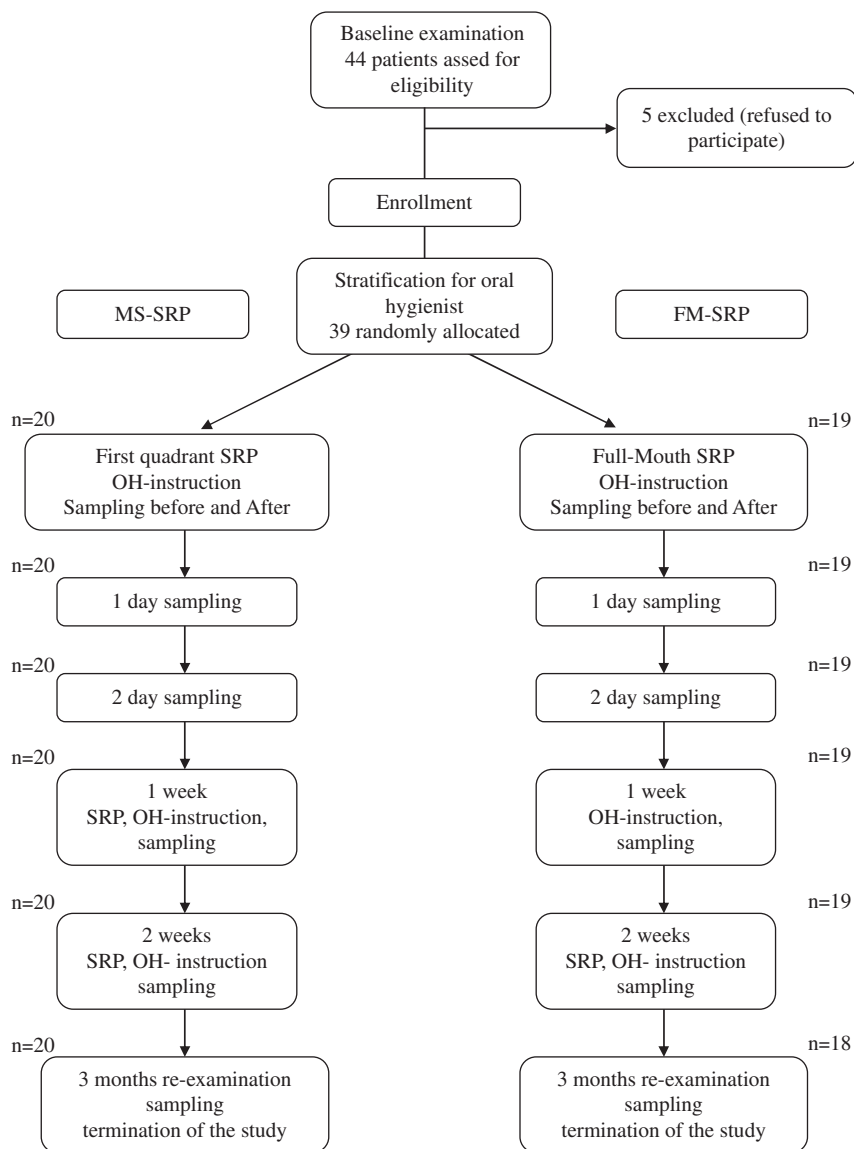 Baseline examination
44 patients assed for
eligibility
5 excluded (refused to
participate)
Enrollment
Stratification for oral
hygienist
39 randomly allocated
MS-SRP
FM-SRP
n=20
First quadrant SRP
OH-instruction
Sampling before and After
n=19
Full-Mouth SRP
OH-instruction
Sampling before and After
n=20
1 day sampling
n=19
1 day sampling
n=20
2 day sampling
n=19
2 day sampling
n=20
1 week
SRP, OH-instruction,
sampling
n=19
1 week
OH-instruction,
sampling
n=20
2 weeks
SRP, OH- instruction
sampling
n=19
2 weeks
SRP, OH- instruction
sampling
n=20
3 months re-examination
sampling
termination of the study
n=18
3 months re-examination
sampling
termination of the study